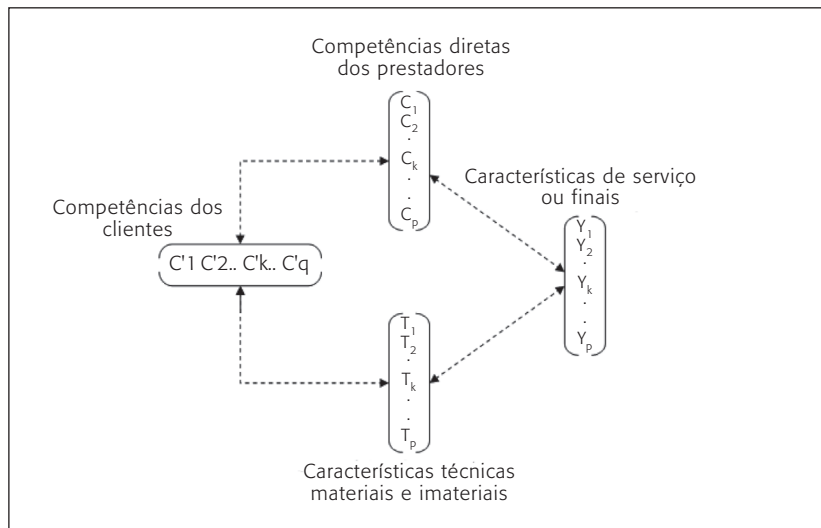 Competências diretas
dos prestadores
C1
C2
.
Ck
.
.
Cp
Características de serviço
ou finais
Y1
Y2
.
Yk
.
.
Yp
Competências dos
clientes
C'1 C'2.. C'k.. C'q
T1
T2
.
Tk
.
.
Tp
Características técnicas
materiais e imateriais